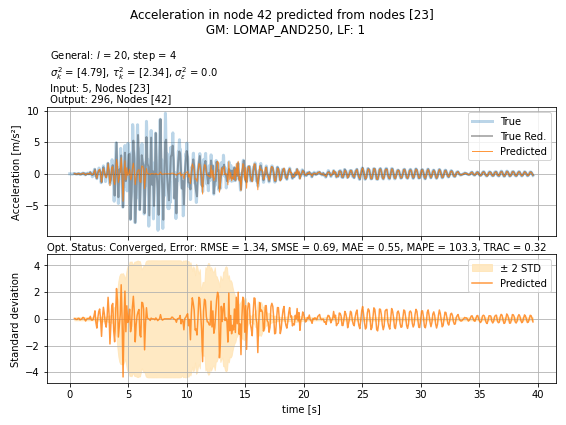 Acceleration in node 42 predicted from nodes [23]
GM: LOMAP_AND250, LF: 1
General: l = 20, step = 4
σ²ₖ = [4.79], τ²ₖ = [2.34], σ²ε = 0.0
Input: 5, Nodes [23]
Output: 296, Nodes [42]
10
5
0
−5
Acceleration [m/s²]
True
True Red.
Predicted
Opt. Status: Converged, Error: RMSE = 1.34, SMSE = 0.69, MAE = 0.55, MAPE = 103.3, TRAC = 0.32
4
2
0
−2
−4
Standard deviation
± 2 STD
Predicted
0 5 10 15 20 25 30 35 40
time [s]